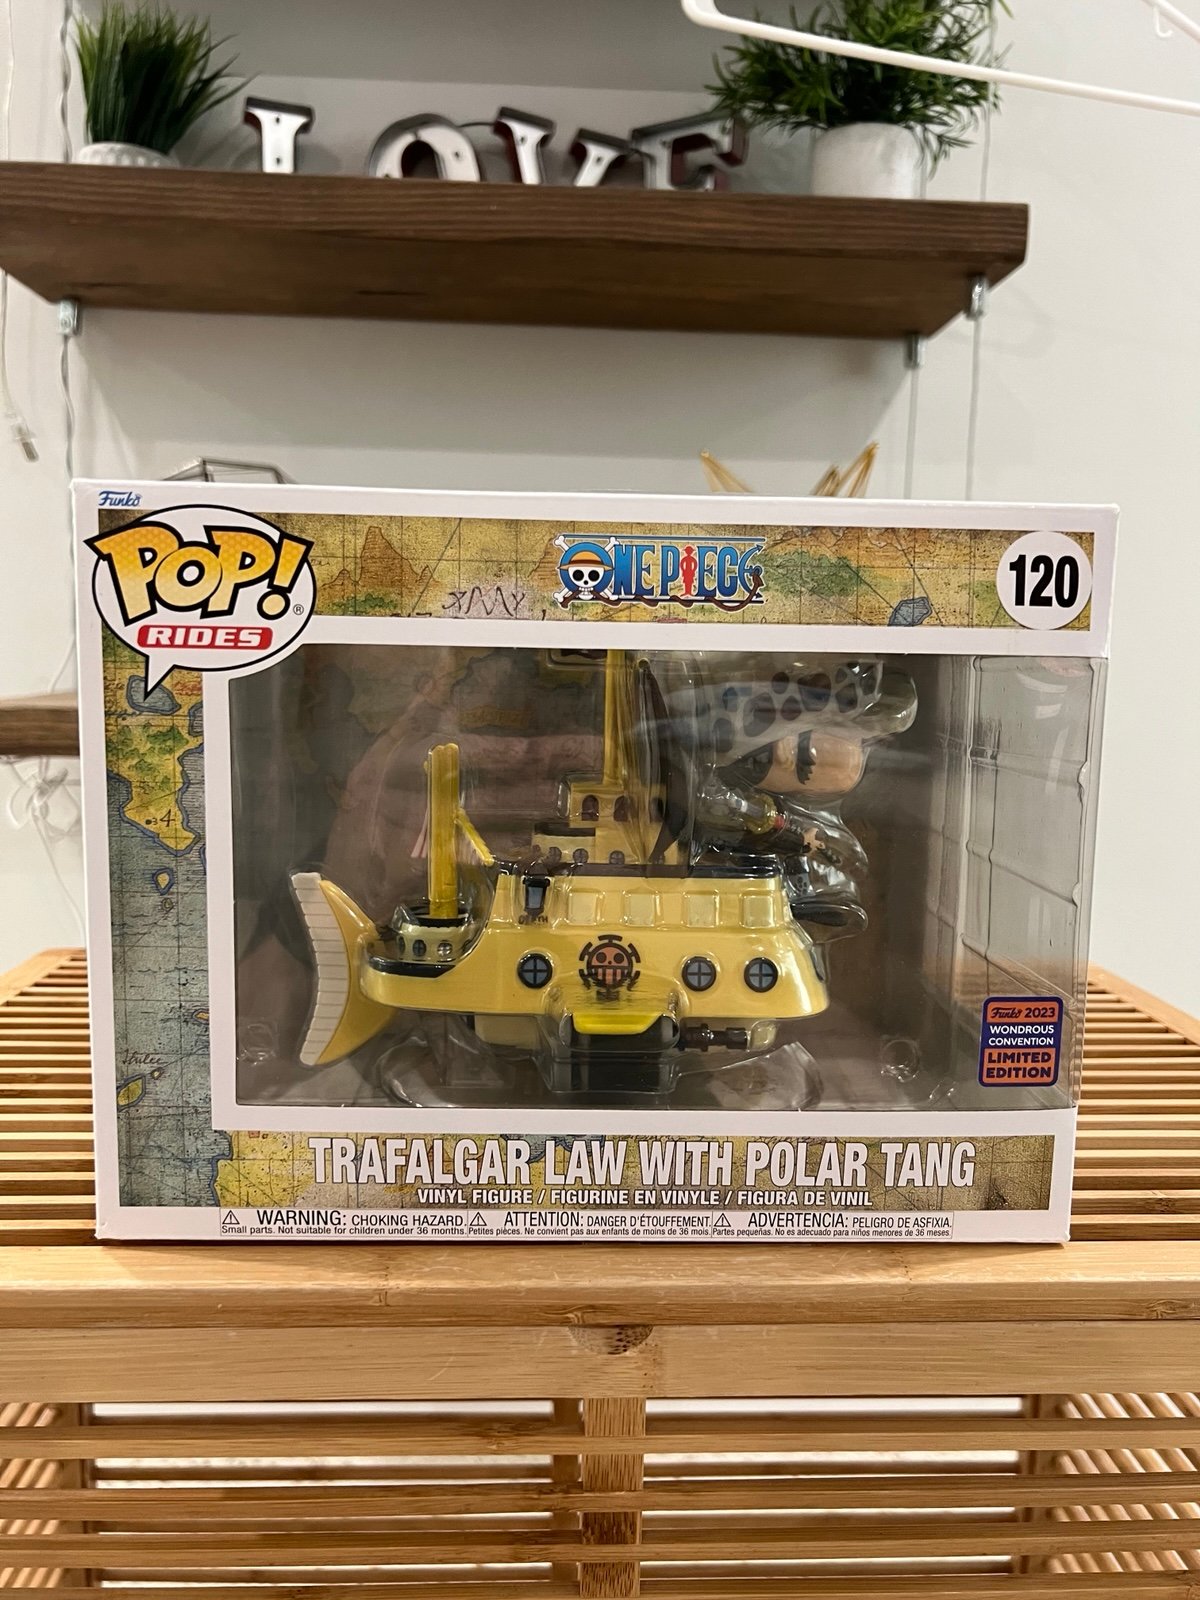 LOVE
Funko
POP!®
RIDES
ONE PIECE
120
DEATH
Funko 2023
WONDROUS
CONVENTION
LIMITED
EDITION
TRAFALGAR LAW WITH POLAR TANG
VINYL FIGURE / FIGURINE EN VINYLE / FIGURA DE VINIL
⚠ WARNING: CHOKING HAZARD.
Small parts. Not suitable for children under 36 months.
⚠ ATTENTION: DANGER D'ÉTOUFFEMENT.
Petites pièces. Ne convient pas aux enfants de moins de 36 mois.
⚠ ADVERTENCIA: PELIGRO DE ASFIXIA.
Partes pequeñas. No es adecuado para niños menores de 36 meses.